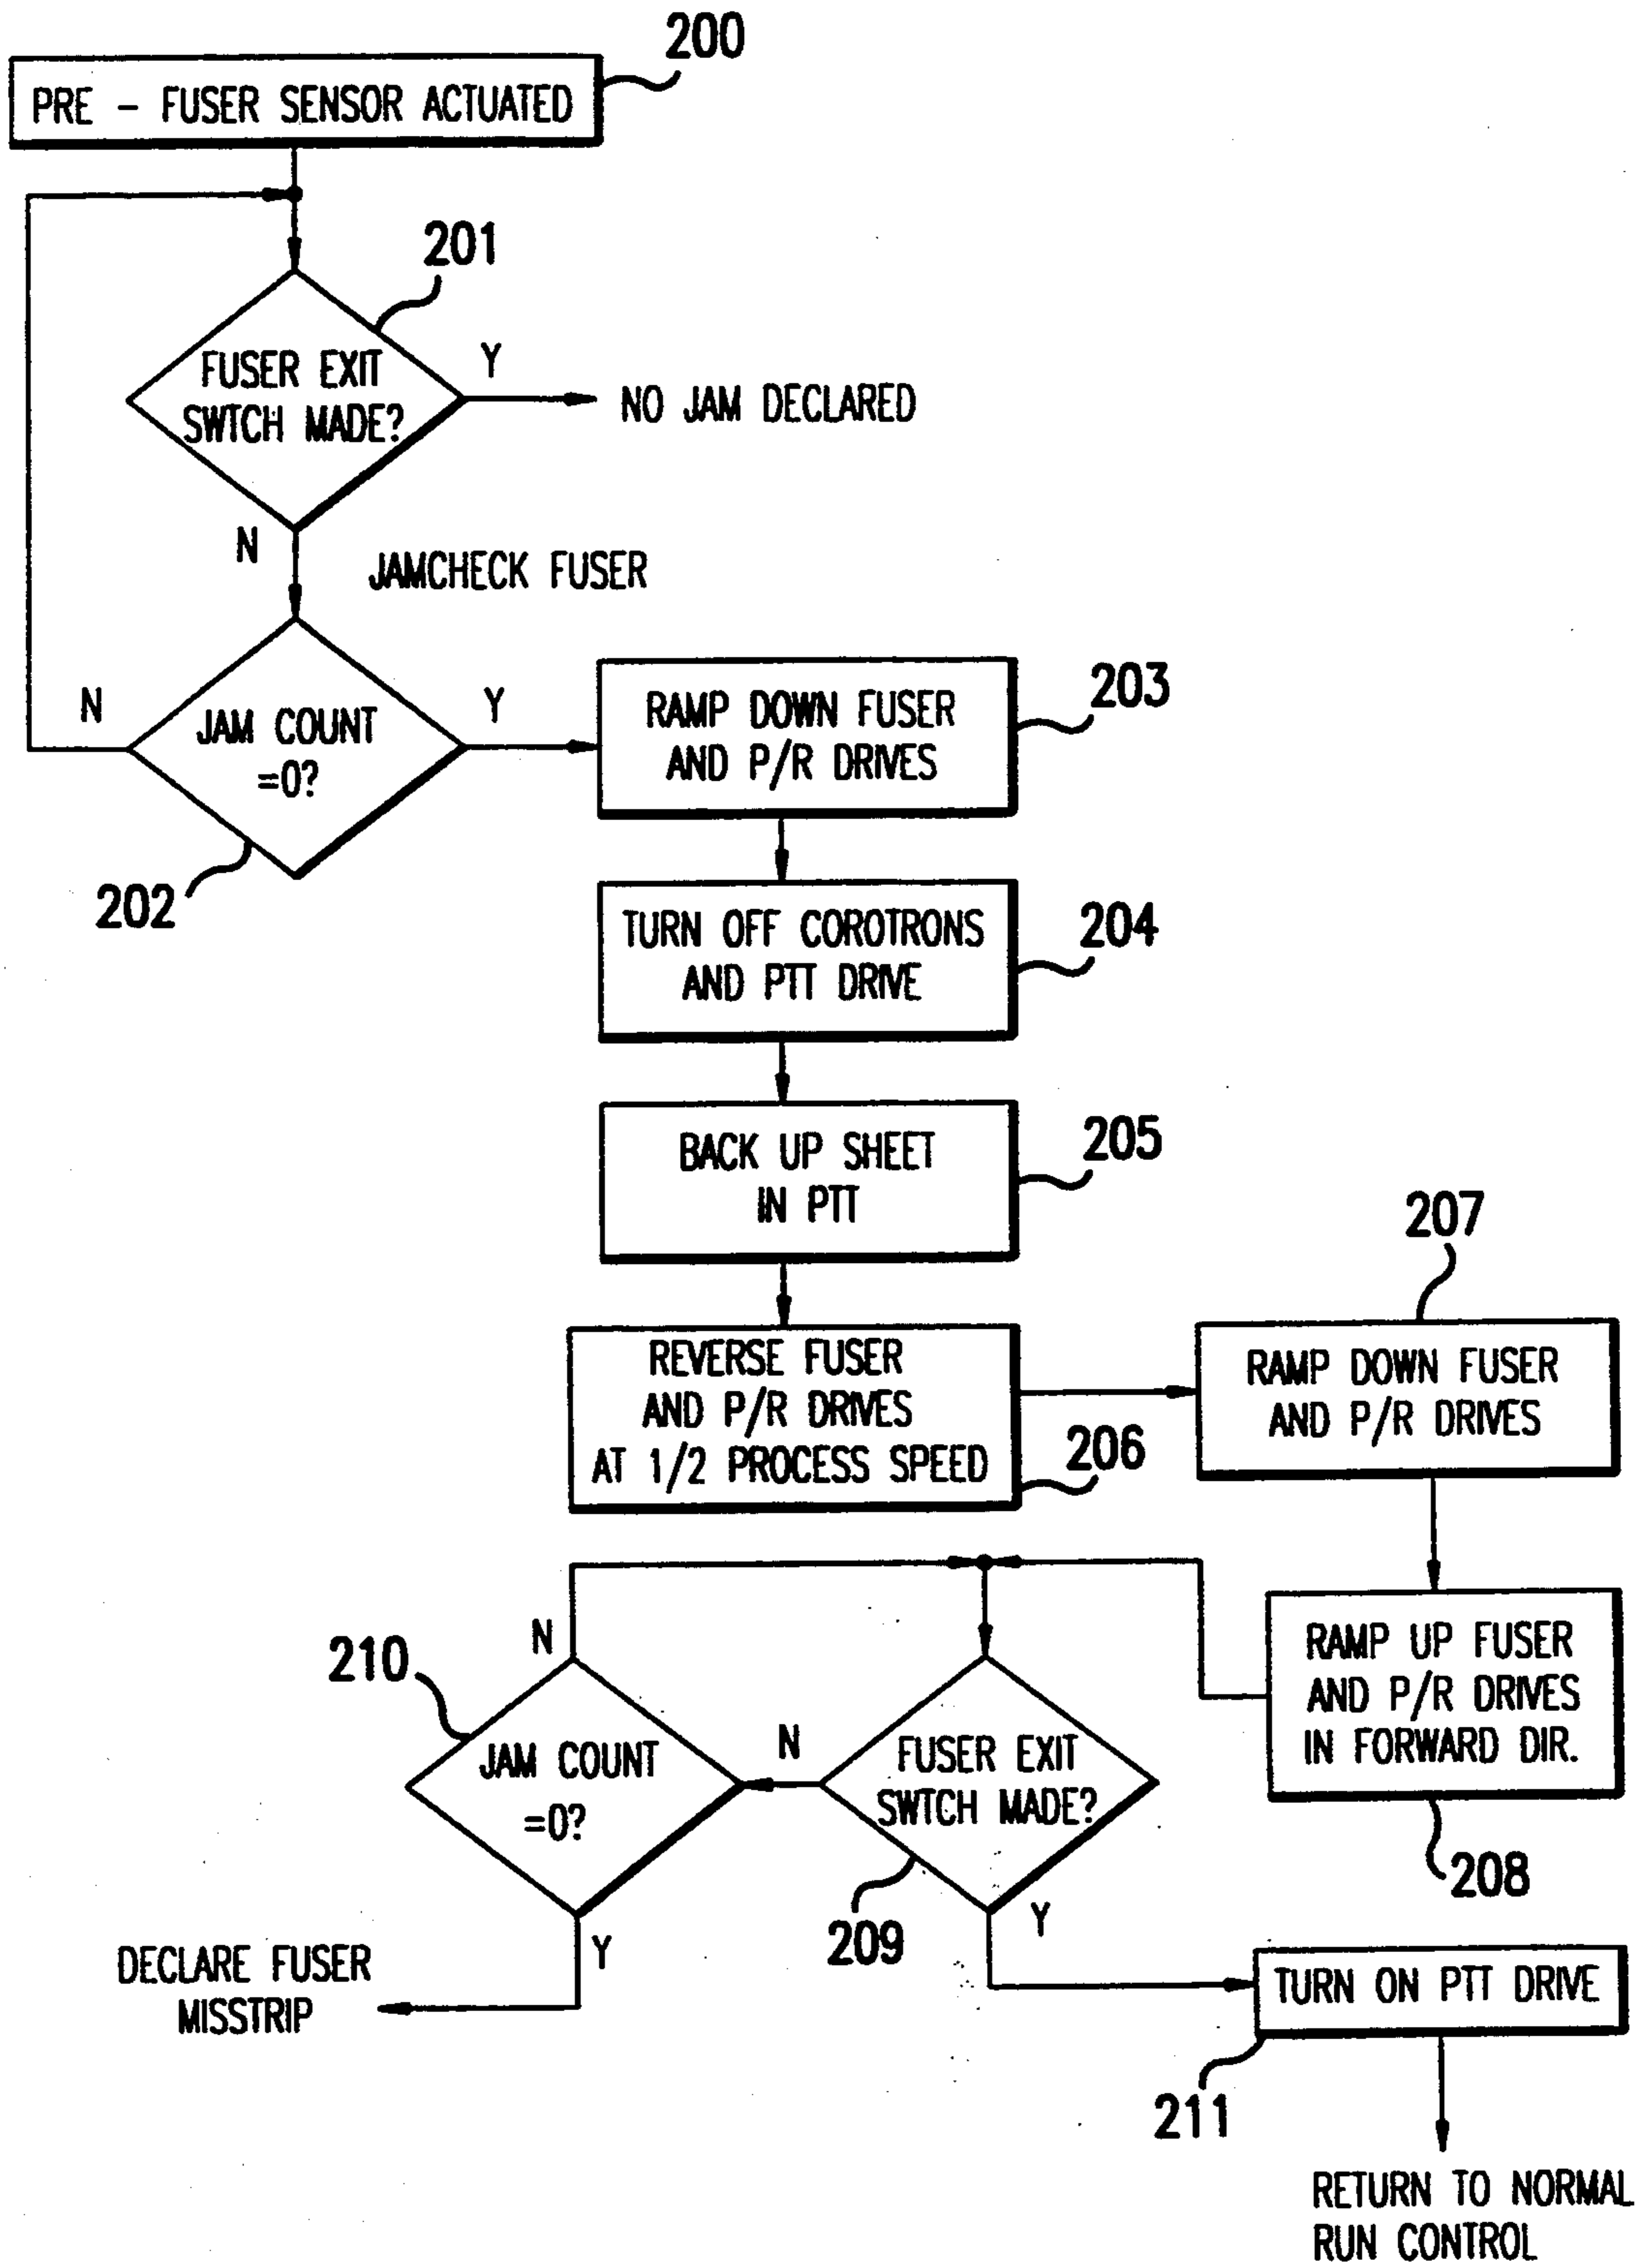 200
PRE - FUSER SENSOR ACTUATED
201
FUSER EXIT
SWTCH MADE?
Y
NO JAM DECLARED
N
JAMCHECK FUSER
N
JAM COUNT
=0?
Y
202
RAMP DOWN FUSER
AND P/R DRIVES
203
TURN OFF COROTRONS
AND PTT DRIVE
204
BACK UP SHEET
IN PTT
205
REVERSE FUSER
AND P/R DRIVES
AT 1/2 PROCESS SPEED
206
207
RAMP DOWN FUSER
AND P/R DRIVES
RAMP UP FUSER
AND P/R DRIVES
IN FORWARD DIR.
208
N
210
JAM COUNT
=0?
N
FUSER EXIT
SWTCH MADE?
209
Y
Y
DECLARE FUSER
MISSTRIP
TURN ON PTT DRIVE
211
RETURN TO NORMAL
RUN CONTROL